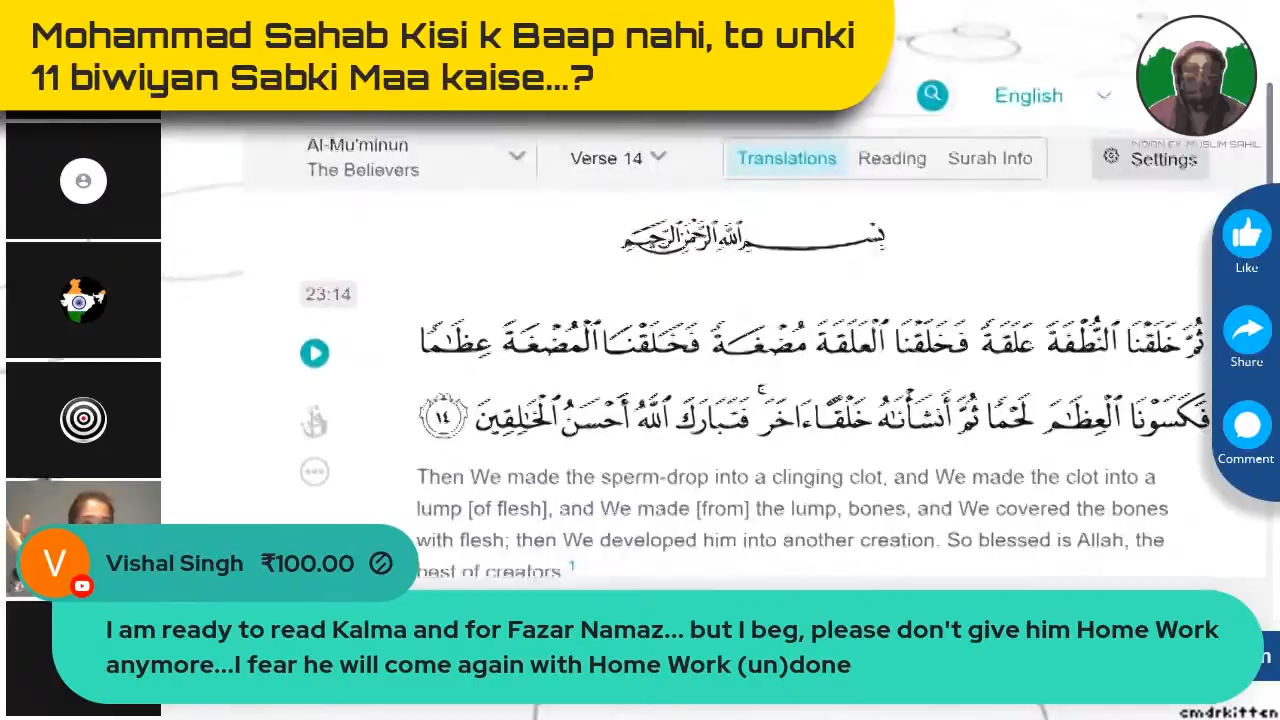 Mohammad Sahab Kisi k Baap nahi, to unki
11 biwiyan Sabki Maa kaise...?
English
INDIAN EX MUSLIM SAHIL
Al-Mu'minun
The Believers
Verse 14
Translations
Reading
Surah Info
Settings
بِسْمِ ٱللَّهِ ٱلرَّحْمَٰنِ ٱلرَّحِيمِ
23:14
ثُمَّ خَلَقْنَا ٱلنُّطْفَةَ عَلَقَةً فَخَلَقْنَا ٱلْعَلَقَةَ مُضْغَةً فَخَلَقْنَا ٱلْمُضْغَةَ عِظَٰمًا
فَكَسَوْنَا ٱلْعِظَٰمَ لَحْمًا ثُمَّ أَنشَأْنَٰهُ خَلْقًا ءَاخَرَ ۚ فَتَبَارَكَ ٱللَّهُ أَحْسَنُ ٱلْخَٰلِقِينَ ١٤
Then We made the sperm-drop into a clinging clot, and We made the clot into a
lump [of flesh], and We made [from] the lump, bones, and We covered the bones
with flesh; then We developed him into another creation. So blessed is Allah, the
best of creators. 1
Like
Share
Comment
V
Vishal Singh ₹100.00
I am ready to read Kalma and for Fazar Namaz... but I beg, please don't give him Home Work
anymore...I fear he will come again with Home Work (un)done
cmdrkitten